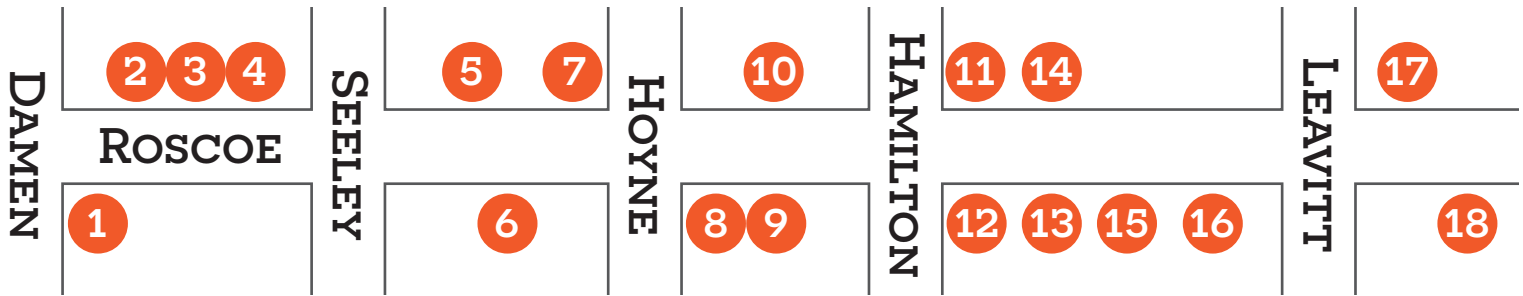 DAMEN
2 3 4
ROSCOE
1
SEELEY
5 7
6
HOYNE
10
8 9
HAMILTON
11 14
12 13 15 16
LEAVITT
17
18